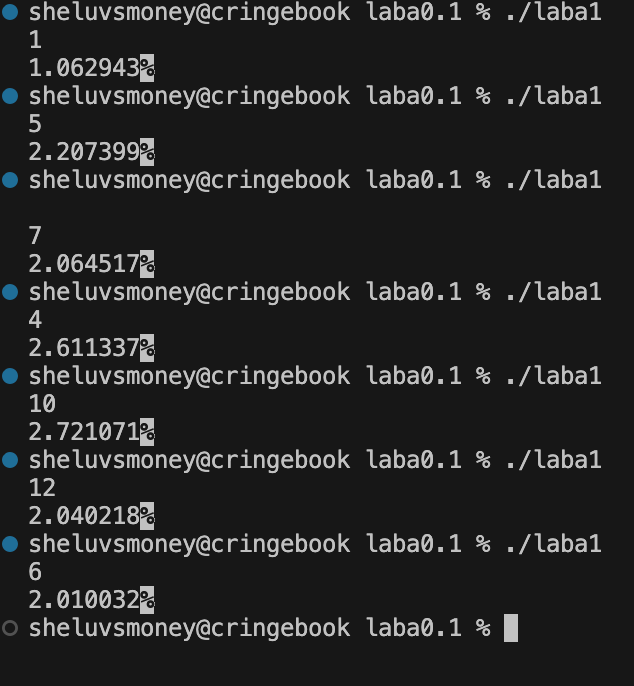 sheluvsmoney@cringebook laba0.1 % ./laba1
1
1.062943%
sheluvsmoney@cringebook laba0.1 % ./laba1
5
2.207399%
sheluvsmoney@cringebook laba0.1 % ./laba1
7
2.064517%
sheluvsmoney@cringebook laba0.1 % ./laba1
4
2.611337%
sheluvsmoney@cringebook laba0.1 % ./laba1
10
2.721071%
sheluvsmoney@cringebook laba0.1 % ./laba1
12
2.040218%
sheluvsmoney@cringebook laba0.1 % ./laba1
6
2.010032%
sheluvsmoney@cringebook laba0.1 %